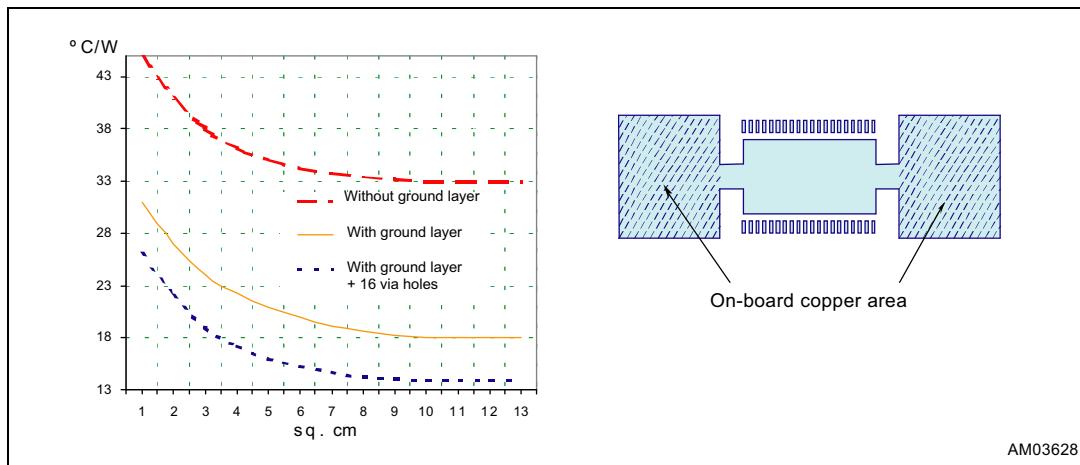 º C/W
43
38
33
28
23
18
13
1 2 3 4 5 6 7 8 9 10 11 12 13
sq. cm
Without ground layer
With ground layer
With ground layer
+ 16 via holes
On-board copper area
AM03628